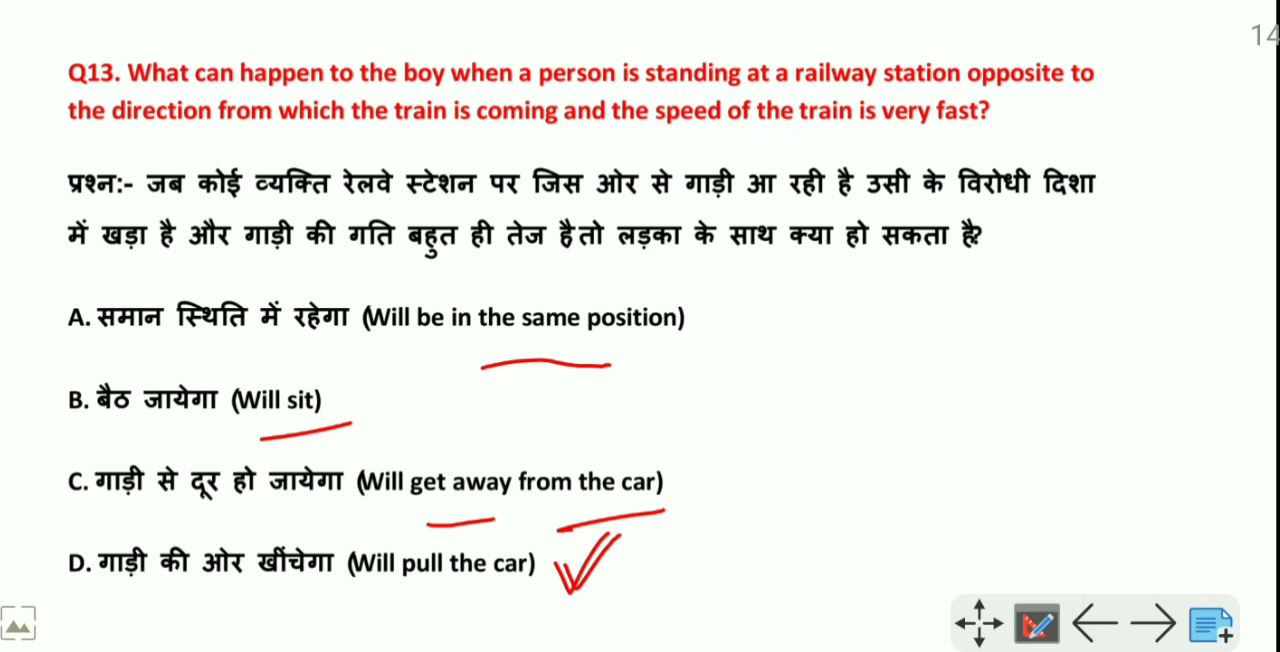 14
Q13. What can happen to the boy when a person is standing at a railway station opposite to
the direction from which the train is coming and the speed of the train is very fast?
प्रश्न:- जब कोई व्यक्ति रेलवे स्टेशन पर जिस ओर से गाड़ी आ रही है उसी के विरोधी दिशा
में खड़ा है और गाड़ी की गति बहुत ही तेज है तो लड़का के साथ क्या हो सकता है?
A. समान स्थिति में रहेगा (Will be in the same position)
B. बैठ जायेगा (Will sit)
C. गाड़ी से दूर हो जायेगा (Will get away from the car)
D. गाड़ी की ओर खींचेगा (Will pull the car)